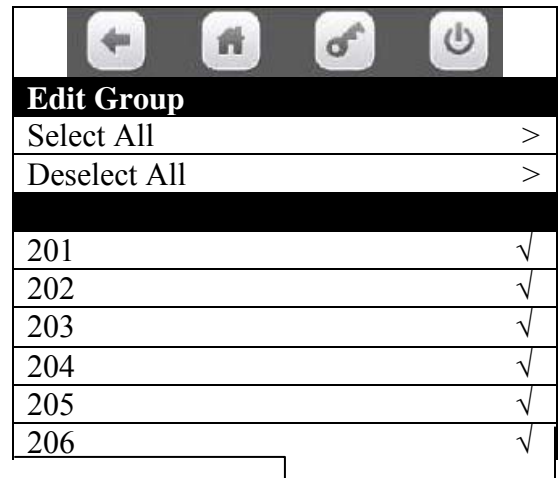 Edit Group
Select All >
Deselect All >
201 √
202 √
203 √
204 √
205 √
206 √